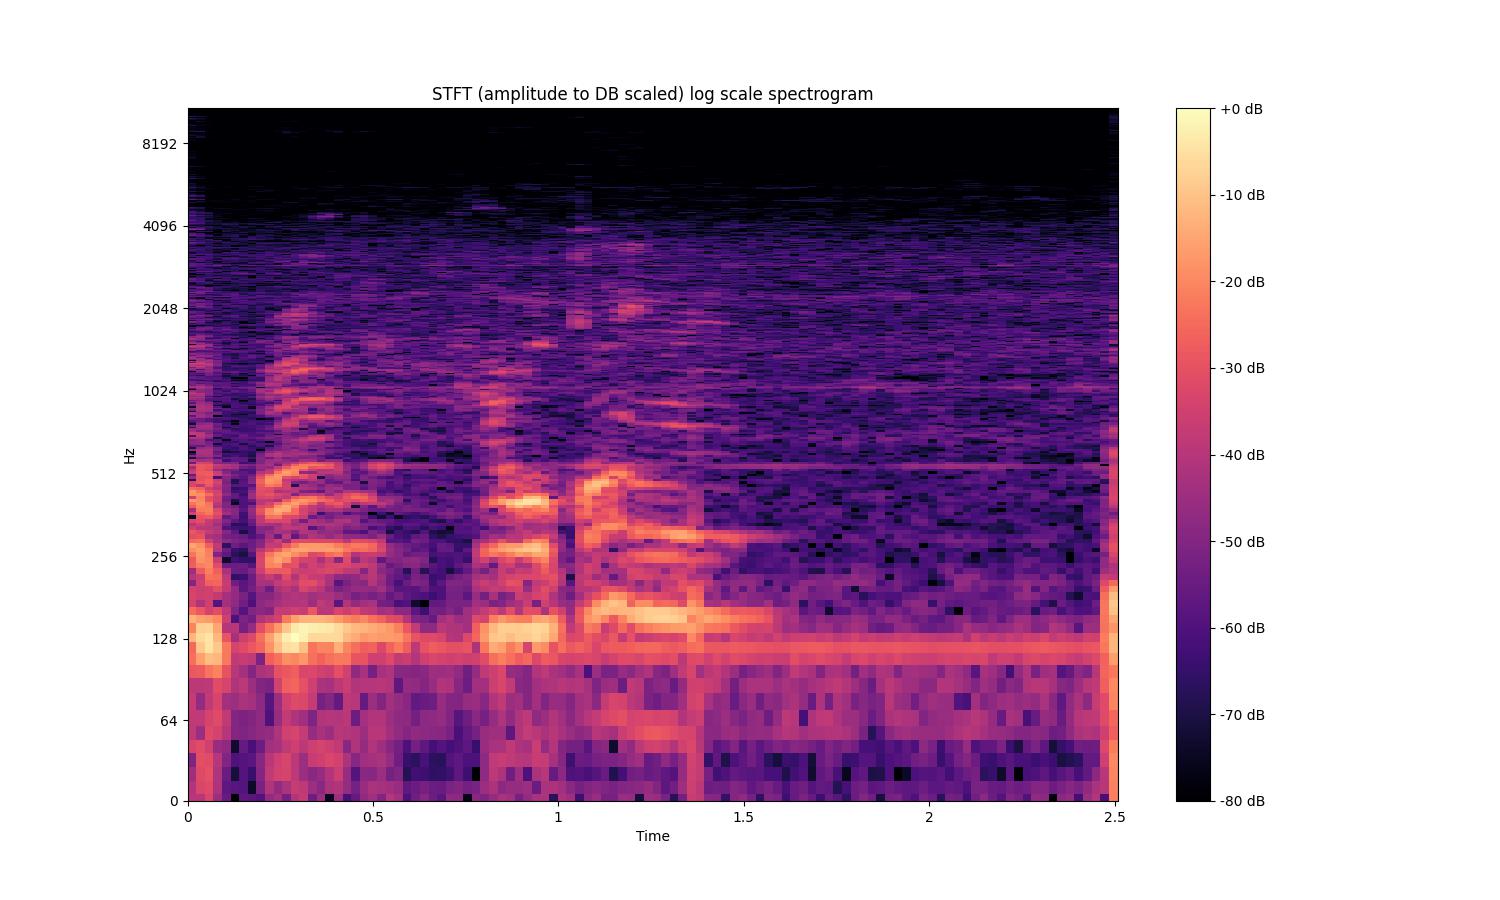 STFT (amplitude to DB scaled) log scale spectrogram
Hz
8192
4096
2048
1024
512
256
128
64
0
0 0.5 1 1.5 2 2.5
Time
+0 dB
-10 dB
-20 dB
-30 dB
-40 dB
-50 dB
-60 dB
-70 dB
-80 dB